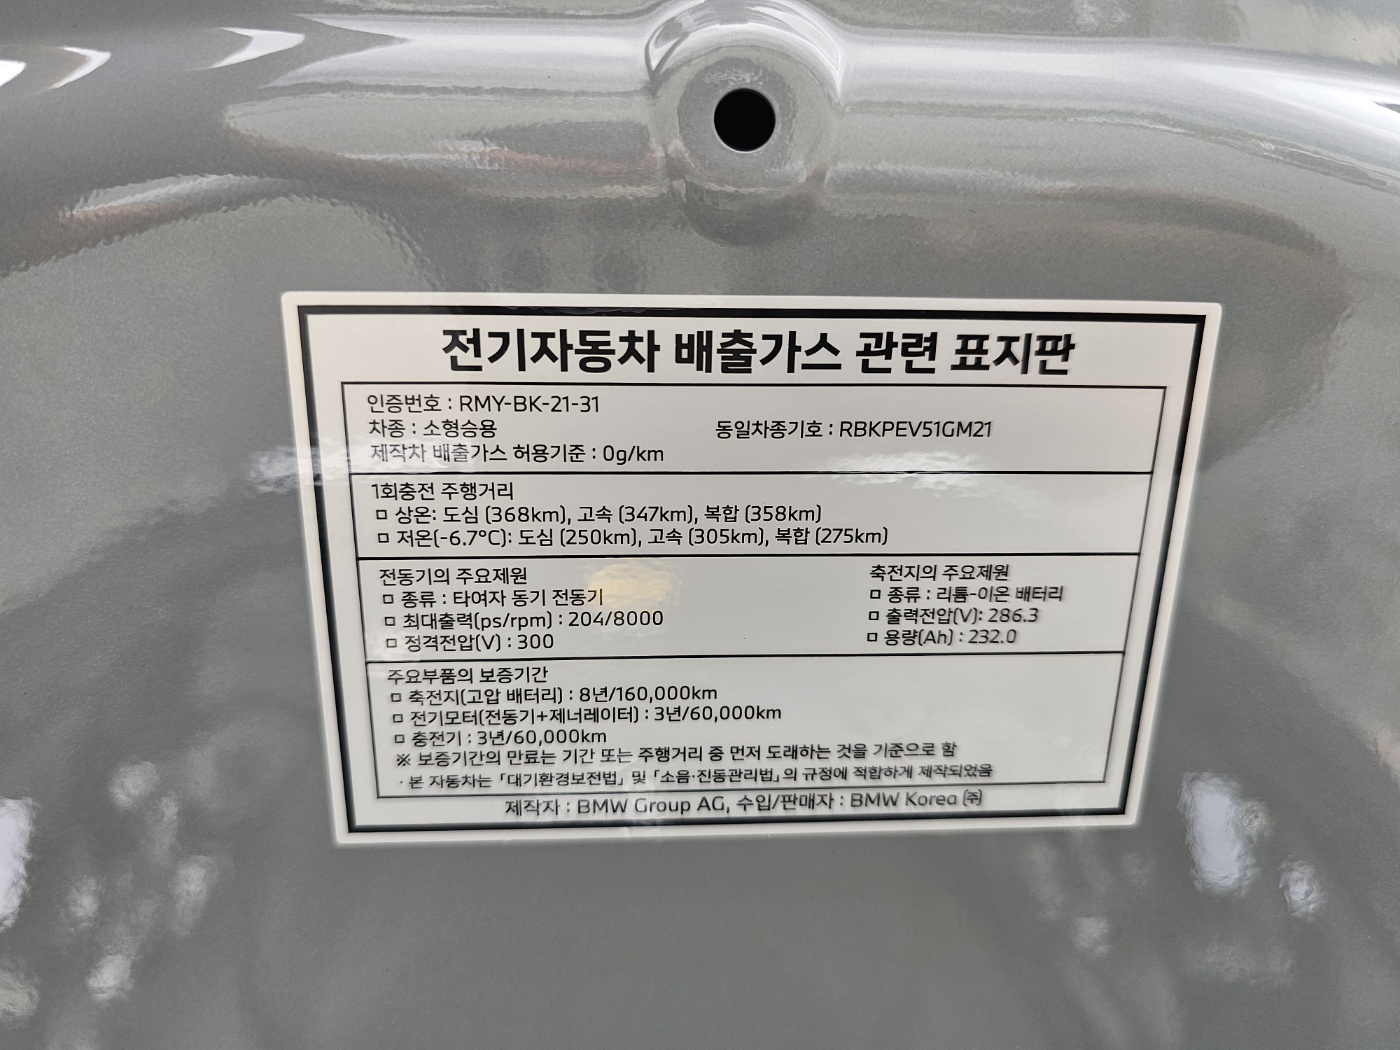 전기자동차 배출가스 관련 표지판
인증번호 : RMY-BK-21-31
차종 : 소형승용 동일차종기호 : RBKPEV51GM21
제작차 배출가스 허용기준 : 0g/km
1회충전 주행거리
□ 상온: 도심 (368km), 고속 (347km), 복합 (358km)
□ 저온(-6.7°C): 도심 (250km), 고속 (305km), 복합 (275km)
전동기의 주요제원
□ 종류 : 타여자 동기 전동기
□ 최대출력(ps/rpm) : 204/8000
□ 정격전압(V) : 300
축전지의 주요제원
□ 종류 : 리튬-이온 배터리
□ 출력전압(V): 286.3
□ 용량(Ah) : 232.0
주요부품의 보증기간
□ 축전지(고압 배터리) : 8년/160,000km
□ 전기모터(전동기+제너레이터) : 3년/60,000km
□ 충전기 : 3년/60,000km
※ 보증기간의 만료는 기간 또는 주행거리 중 먼저 도래하는 것을 기준으로 함
· 본 자동차는 「대기환경보전법」 및 「소음·진동관리법」의 규정에 적합하게 제작되었음
제작자 : BMW Group AG, 수입/판매자 : BMW Korea ㈜